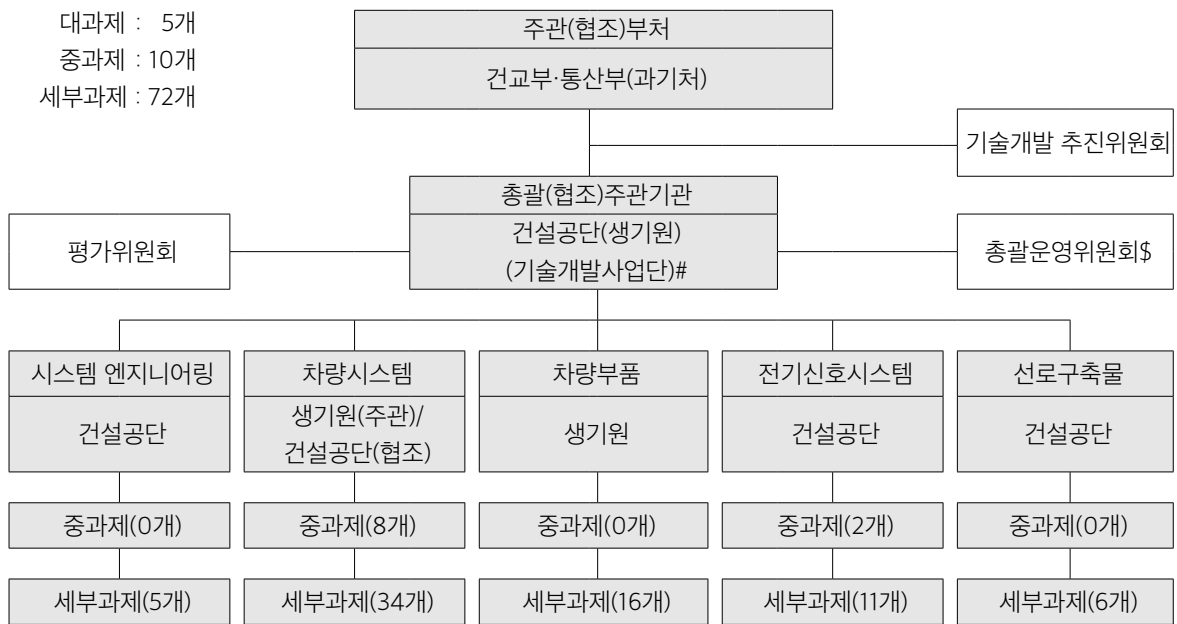 대과제 : 5개
중과제 : 10개
세부과제 : 72개
주관(협조)부처
건교부·통산부(과기처)
기술개발 추진위원회
총괄(협조)주관기관
건설공단(생기원)
(기술개발사업단)#
평가위원회
총괄운영위원회$
시스템 엔지니어링
건설공단
차량시스템
생기원(주관)/
건설공단(협조)
차량부품
생기원
전기신호시스템
건설공단
선로구축물
건설공단
중과제(0개)
중과제(8개)
중과제(0개)
중과제(2개)
중과제(0개)
세부과제(5개)
세부과제(34개)
세부과제(16개)
세부과제(11개)
세부과제(6개)